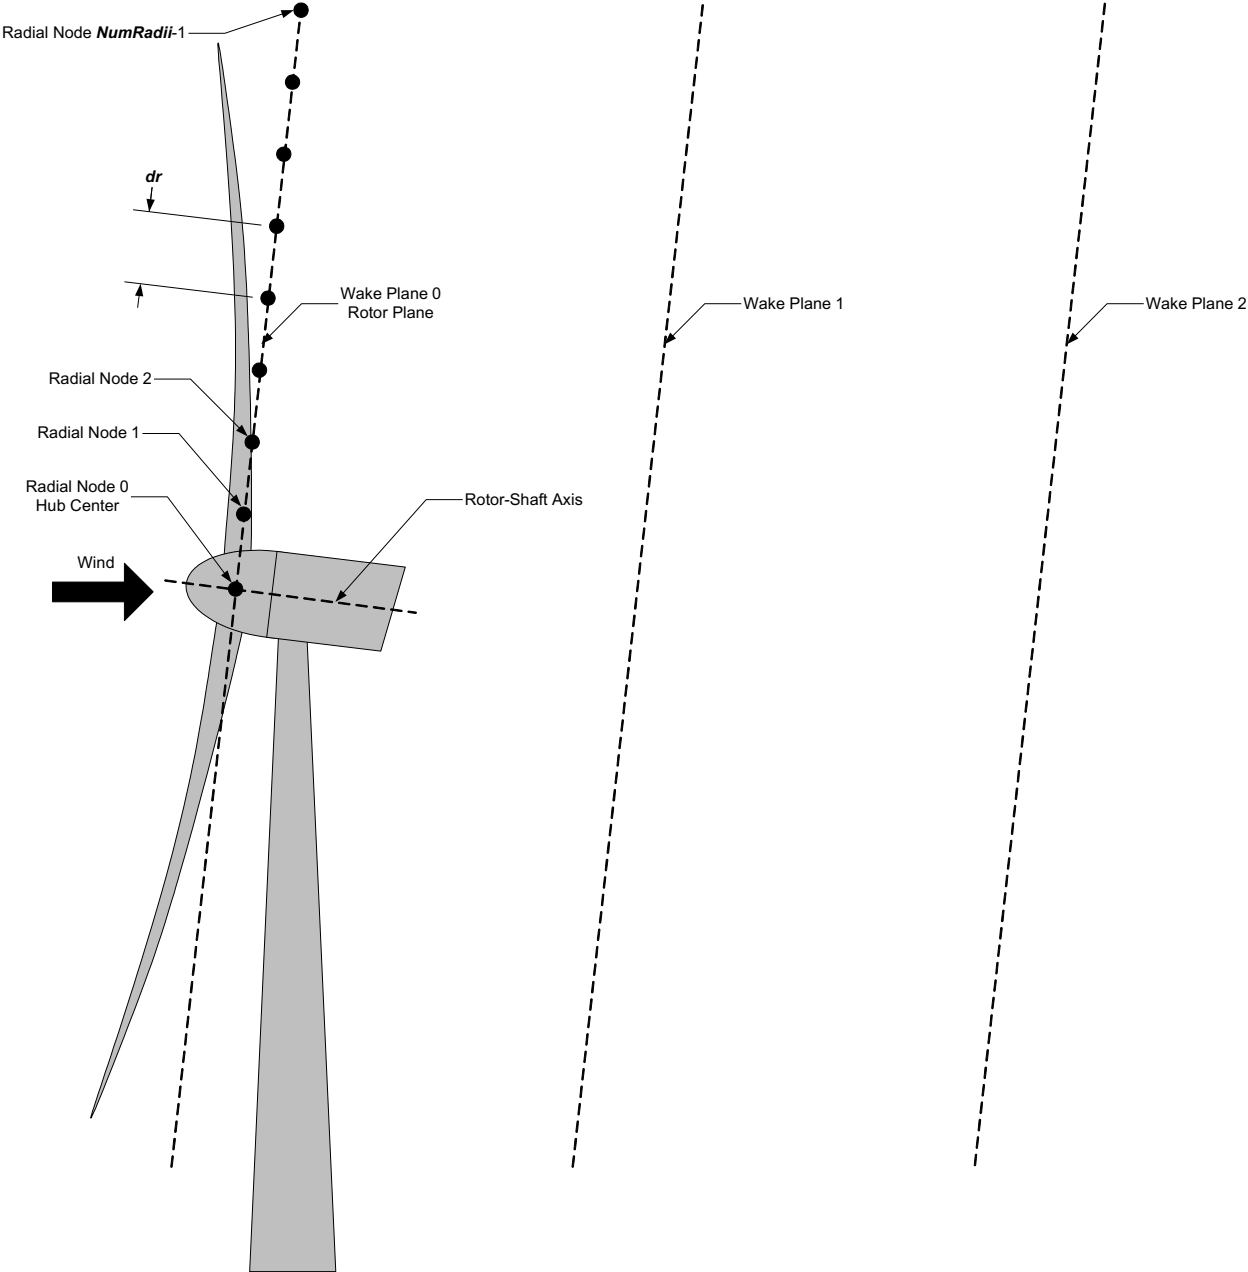 Radial Node NumRadii-1
dr
Wake Plane 0
Rotor Plane
Wake Plane 1
Wake Plane 2
Radial Node 2
Radial Node 1
Radial Node 0
Hub Center
Rotor-Shaft Axis
Wind